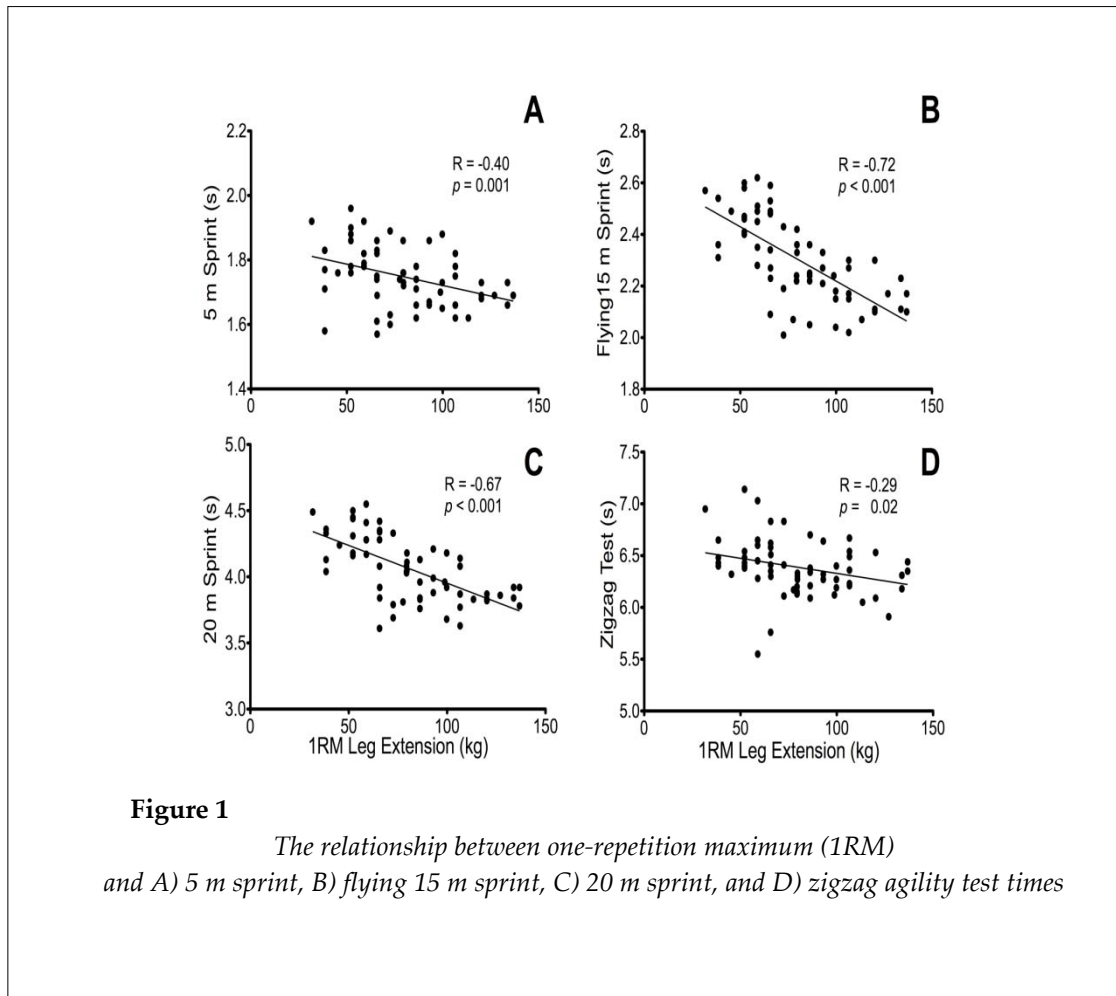 A
5 m Sprint (s)
2.2
2.0
1.8
1.6
1.4
R = -0.40
p = 0.001
0 50 100 150
B
Flying15 m Sprint (s)
2.8
2.6
2.4
2.2
2.0
1.8
R = -0.72
p < 0.001
0 50 100 150
C
20 m Sprint (s)
5.0
4.5
4.0
3.5
3.0
R = -0.67
p < 0.001
0 50 100 150
1RM Leg Extension (kg)
D
Zigzag Test (s)
7.5
7.0
6.5
6.0
5.5
5.0
R = -0.29
p = 0.02
0 50 100 150
1RM Leg Extension (kg)
Figure 1
The relationship between one-repetition maximum (1RM)
and A) 5 m sprint, B) flying 15 m sprint, C) 20 m sprint, and D) zigzag agility test times